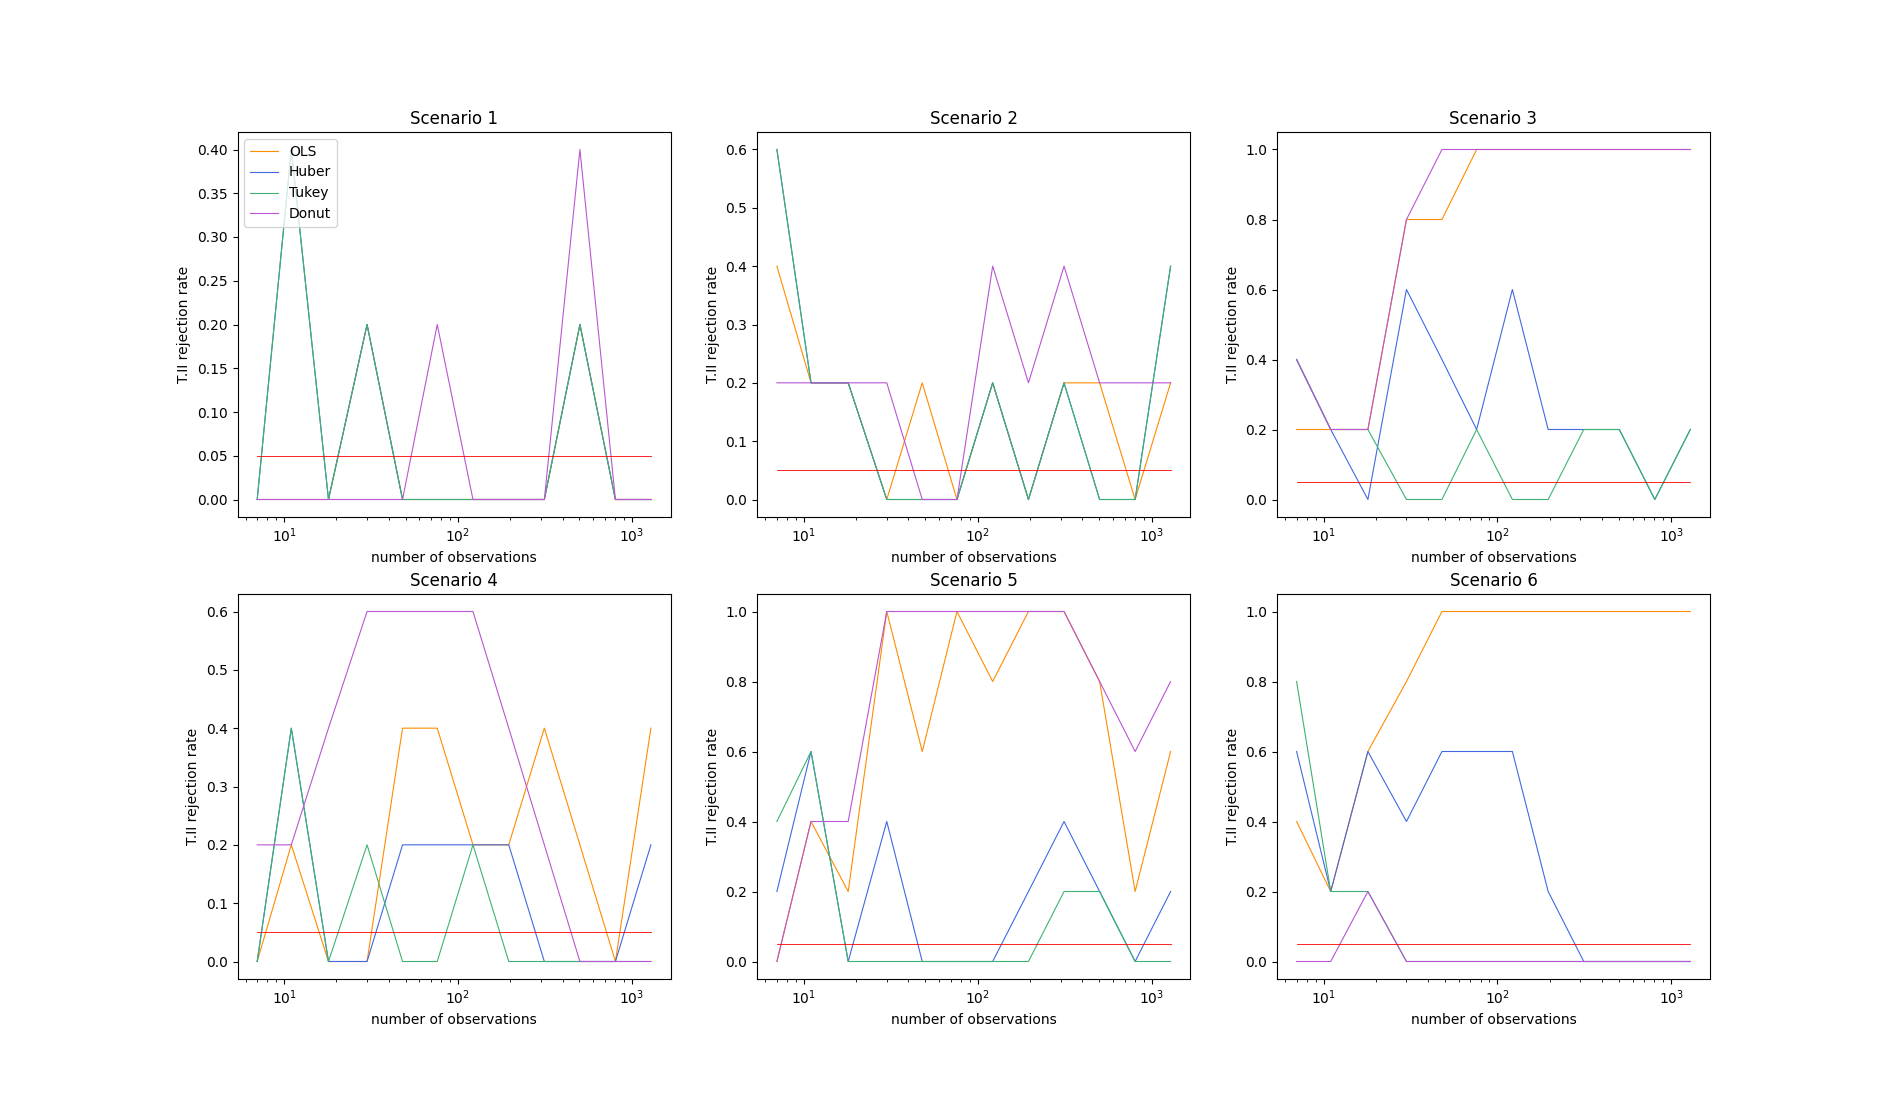 Scenario 1
0.40
0.35
0.30
0.25
0.20
0.15
0.10
0.05
0.00
T.II rejection rate
OLS
Huber
Tukey
Donut
10¹
10²
10³
number of observations
Scenario 2
0.6
0.5
0.4
0.3
0.2
0.1
0.0
T.II rejection rate
10¹
10²
10³
number of observations
Scenario 3
1.0
0.8
0.6
0.4
0.2
0.0
T.II rejection rate
10¹
10²
10³
number of observations
Scenario 4
0.6
0.5
0.4
0.3
0.2
0.1
0.0
T.II rejection rate
10¹
10²
10³
number of observations
Scenario 5
1.0
0.8
0.6
0.4
0.2
0.0
T.II rejection rate
10¹
10²
10³
number of observations
Scenario 6
1.0
0.8
0.6
0.4
0.2
0.0
T.II rejection rate
10¹
10²
10³
number of observations